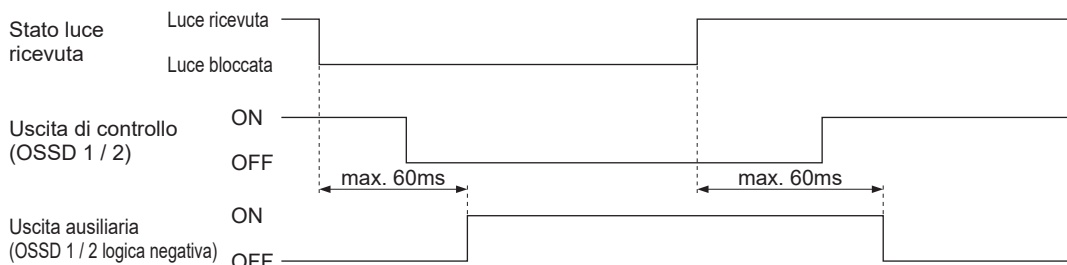 Stato luce
ricevuta
Luce ricevuta
Luce bloccata
Uscita di controllo
(OSSD 1 / 2)
ON
OFF
max. 60ms
max. 60ms
Uscita ausiliaria
(OSSD 1 / 2 logica negativa)
ON
OFF